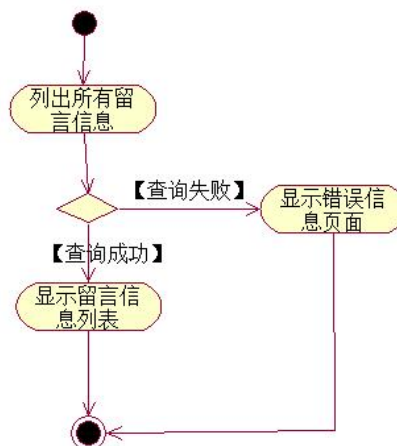 列出所有留
言信息
【查询失败】
显示错误信
息页面
【查询成功】
显示留言信
息列表